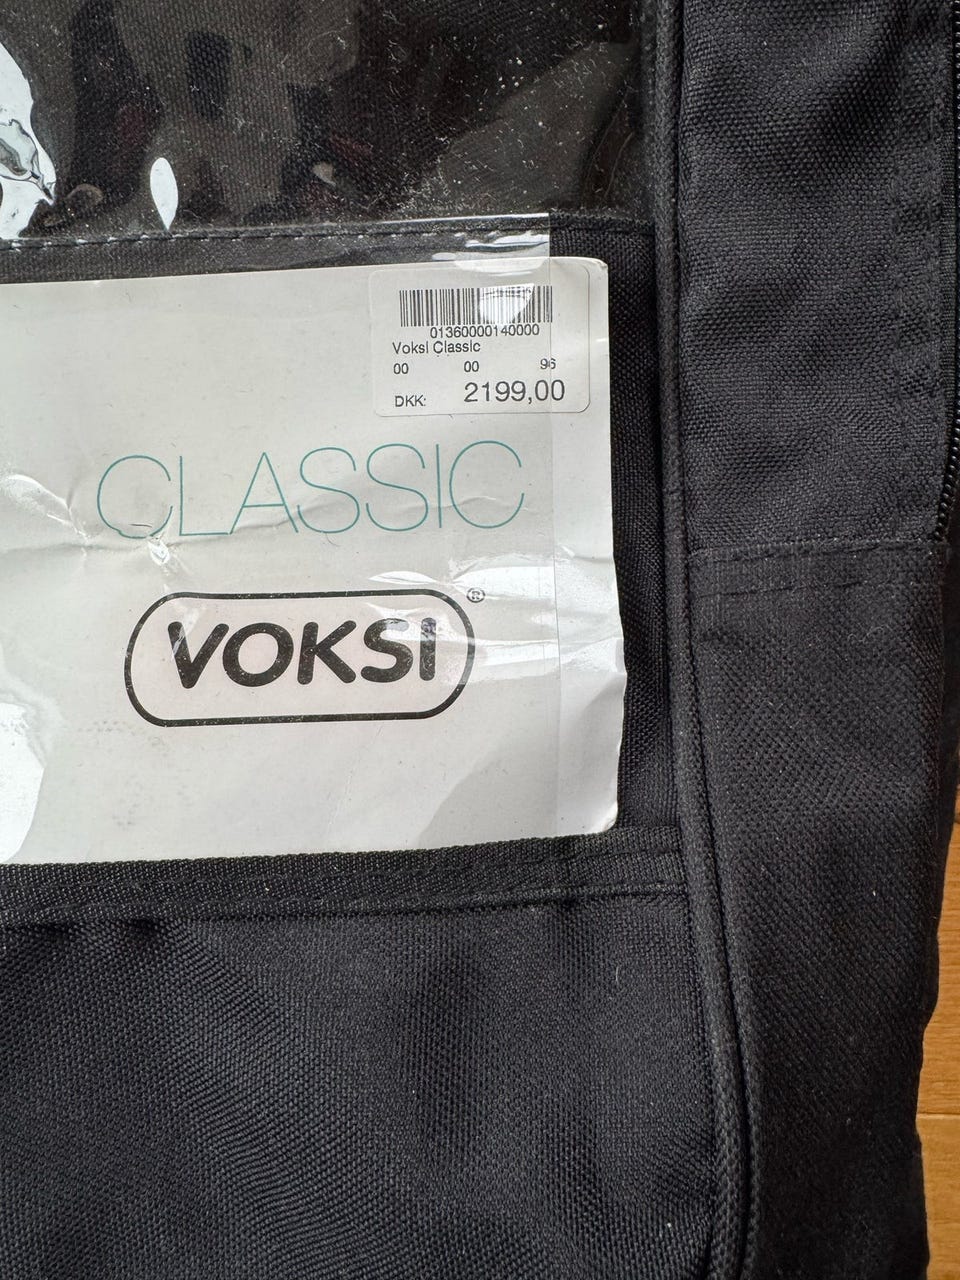 01360000140000
Voksi Classic
00 00 96
DKK: 2199,00
CLASSIC
VOKSI®